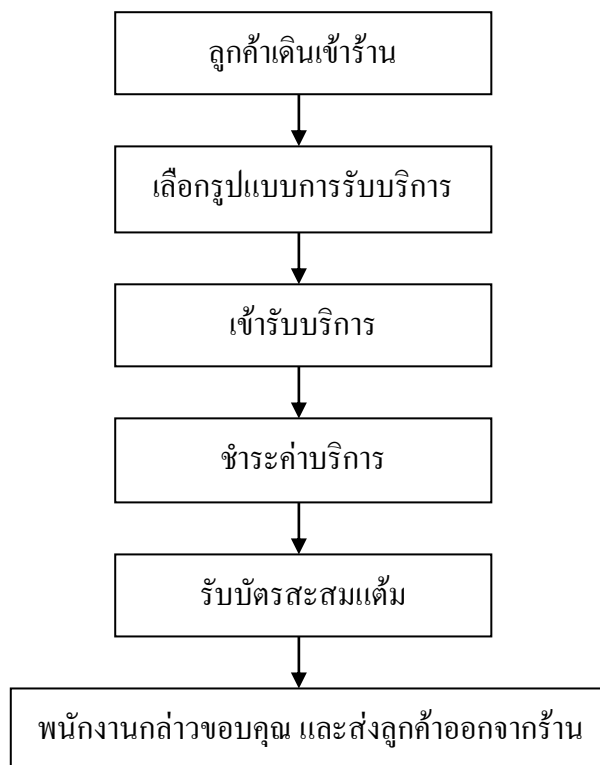 ลูกค้าเดินเข้าร้าน
เลือกรูปแบบการรับบริการ
เข้ารับบริการ
ชำระค่าบริการ
รับบัตรสะสมแต้ม
พนักงานกล่าวขอบคุณ และส่งลูกค้าออกจากร้าน